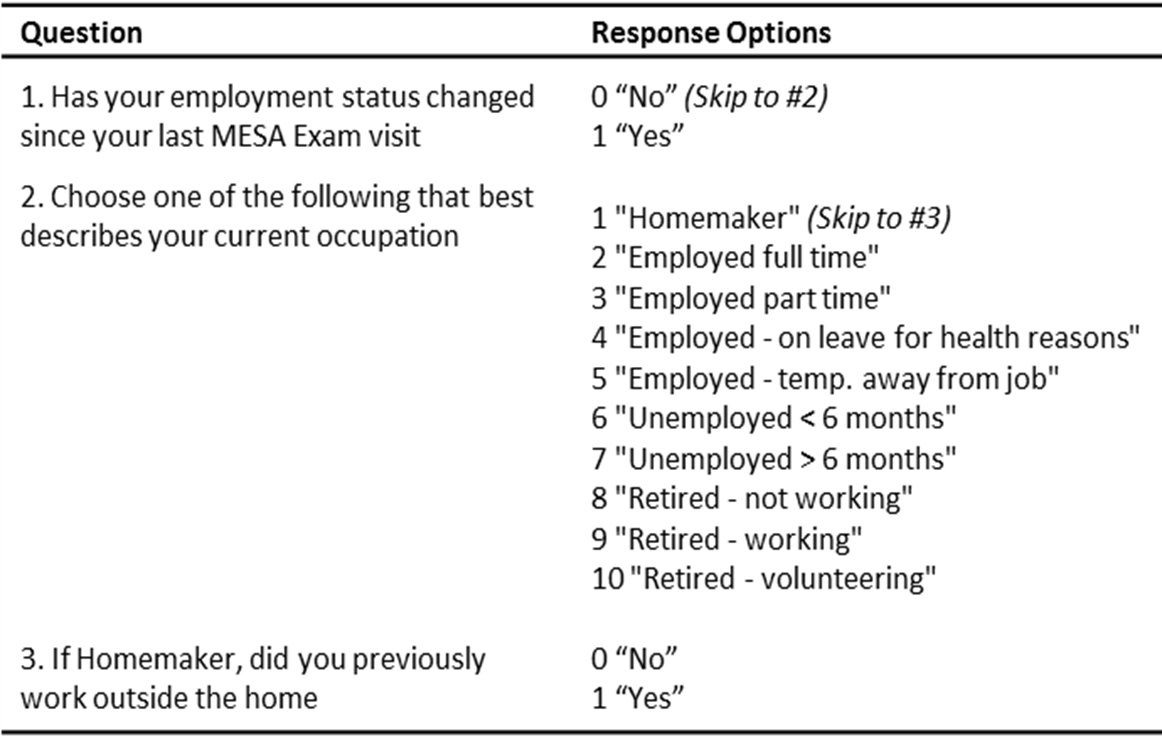 Question Response Options
1. Has your employment status changed 0 “No” (Skip to #2)
since your last MESA Exam visit 1 “Yes”
2. Choose one of the following that best
describes your current occupation
1 "Homemaker" (Skip to #3)
2 "Employed full time"
3 "Employed part time"
4 "Employed - on leave for health reasons"
5 "Employed - temp. away from job"
6 "Unemployed < 6 months"
7 "Unemployed > 6 months"
8 "Retired - not working"
9 "Retired - working"
10 "Retired - volunteering"
3. If Homemaker, did you previously 0 “No”
work outside the home 1 “Yes”